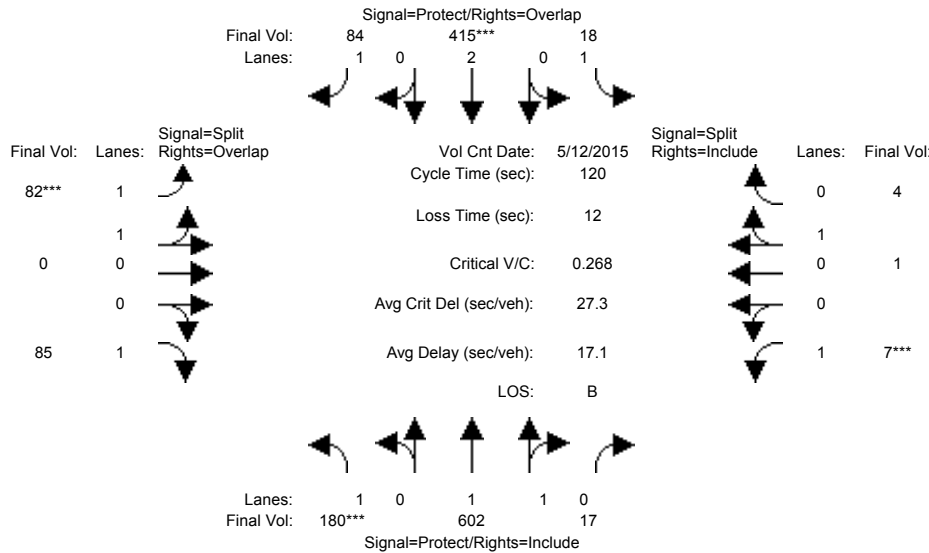 Signal=Protect/Rights=Overlap
Final Vol: 84 415*** 18
Lanes: 1 0 2 0 1
Signal=Split
Final Vol: Lanes: Rights=Overlap
Vol Cnt Date: 5/12/2015
Signal=Split
Rights=Include Lanes: Final Vol:
Cycle Time (sec): 120
82*** 1
0 4
Loss Time (sec): 12
1
1
0 0
Critical V/C: 0.268
0 1
0
Avg Crit Del (sec/veh): 27.3
0
85 1
Avg Delay (sec/veh): 17.1
1 7***
LOS: B
Lanes: 1 0 1 1 0
Final Vol: 180*** 602 17
Signal=Protect/Rights=Include